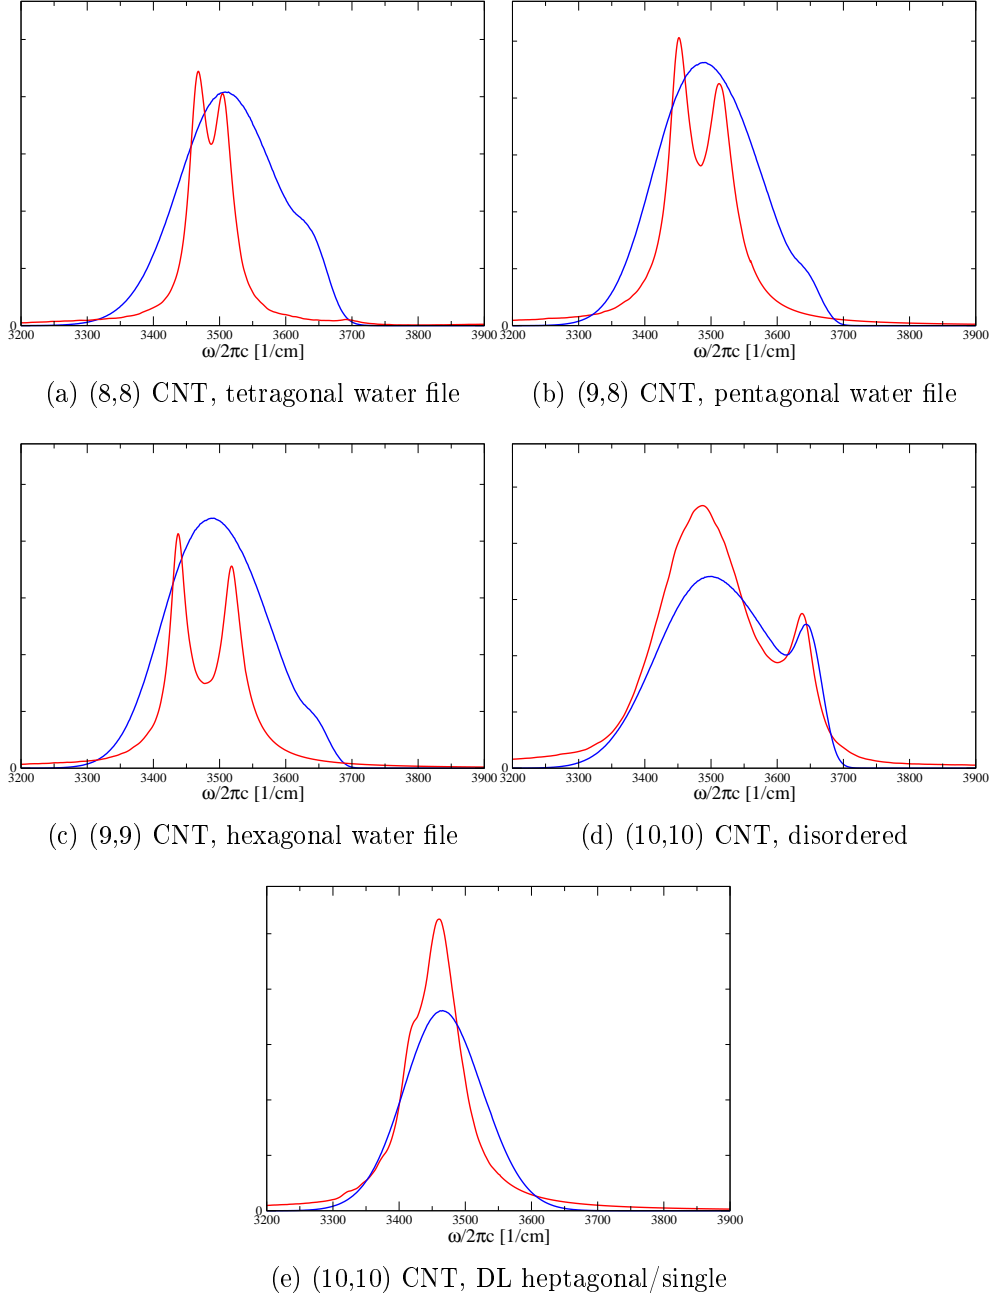 0
3200 3300 3400 3500 3600 3700 3800 3900
ω/2πc [1/cm]
(a) (8,8) CNT, tetragonal water file
3200 3300 3400 3500 3600 3700 3800 3900
ω/2πc [1/cm]
(b) (9,8) CNT, pentagonal water file
0
3200 3300 3400 3500 3600 3700 3800 3900
ω/2πc [1/cm]
(c) (9,9) CNT, hexagonal water file
3200 3300 3400 3500 3600 3700 3800 3900
ω/2πc [1/cm]
(d) (10,10) CNT, disordered
0
3200 3300 3400 3500 3600 3700 3800 3900
ω/2πc [1/cm]
(e) (10,10) CNT, DL heptagonal/single